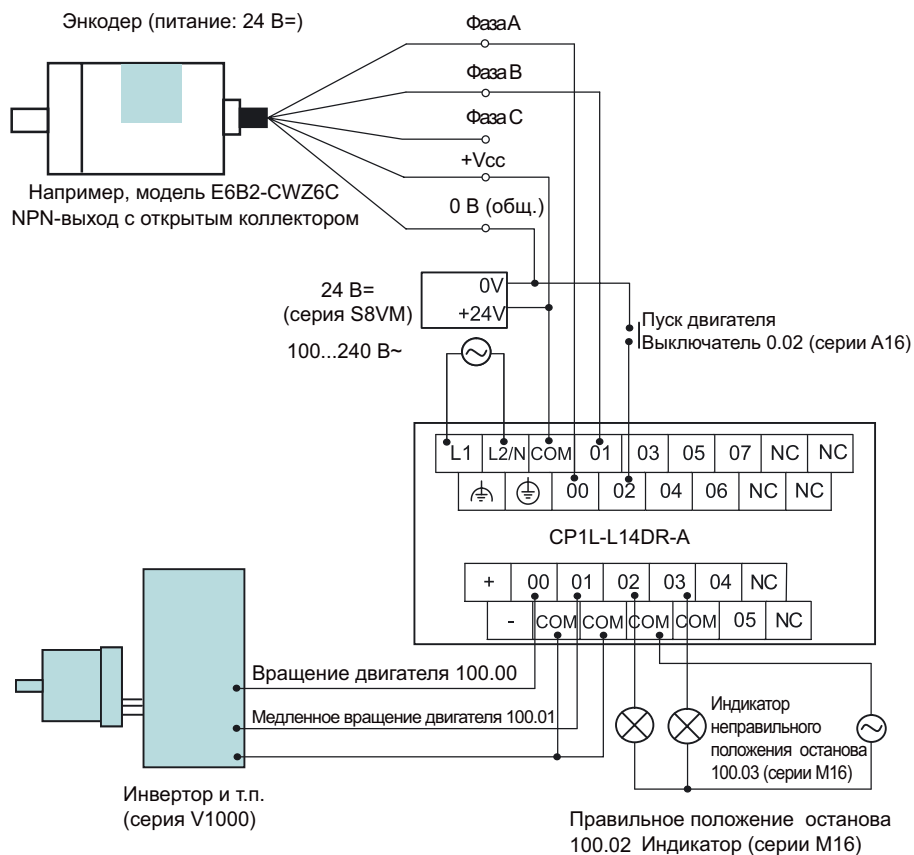 Энкодер (питание: 24 В=)
Фаза A
Фаза B
Фаза C
+Vcc
0 В (общ.)
Например, модель E6B2-CWZ6C
NPN-выход с открытым коллектором
24 В=
(серия S8VM)
0V
+24V
100...240 В~
Пуск двигателя
Выключатель 0.02 (серии A16)
L1 L2/N COM 01 03 05 07 NC NC
00 02 04 06 NC NC
CP1L-L14DR-A
+ 00 01 02 03 04 NC
- COM COM COM COM 05 NC
Вращение двигателя 100.00
Медленное вращение двигателя 100.01
Индикатор
неправильного
положения останова
100.03 (серии M16)
Инвертор и т.п.
(серия V1000)
Правильное положение останова
100.02 Индикатор (серии M16)